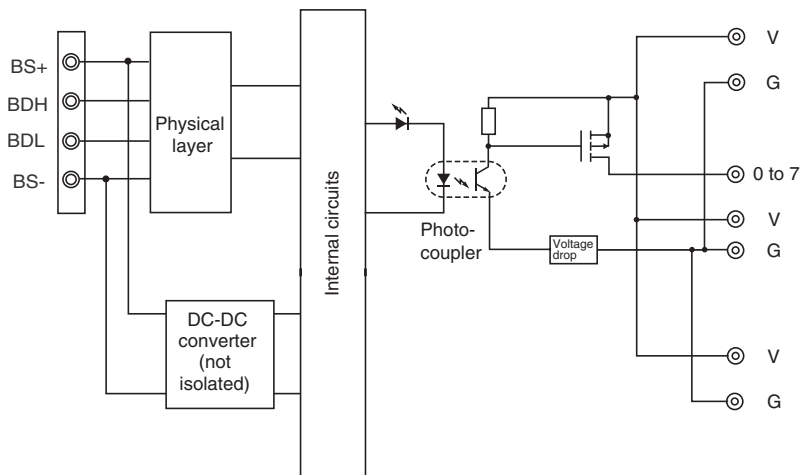 BS+
BDH
BDL
BS-
Physical
layer
DC-DC
converter
(not
isolated)
Internal circuits
Photo-
coupler
Voltage
drop
V
G
0 to 7
V
G
V
G